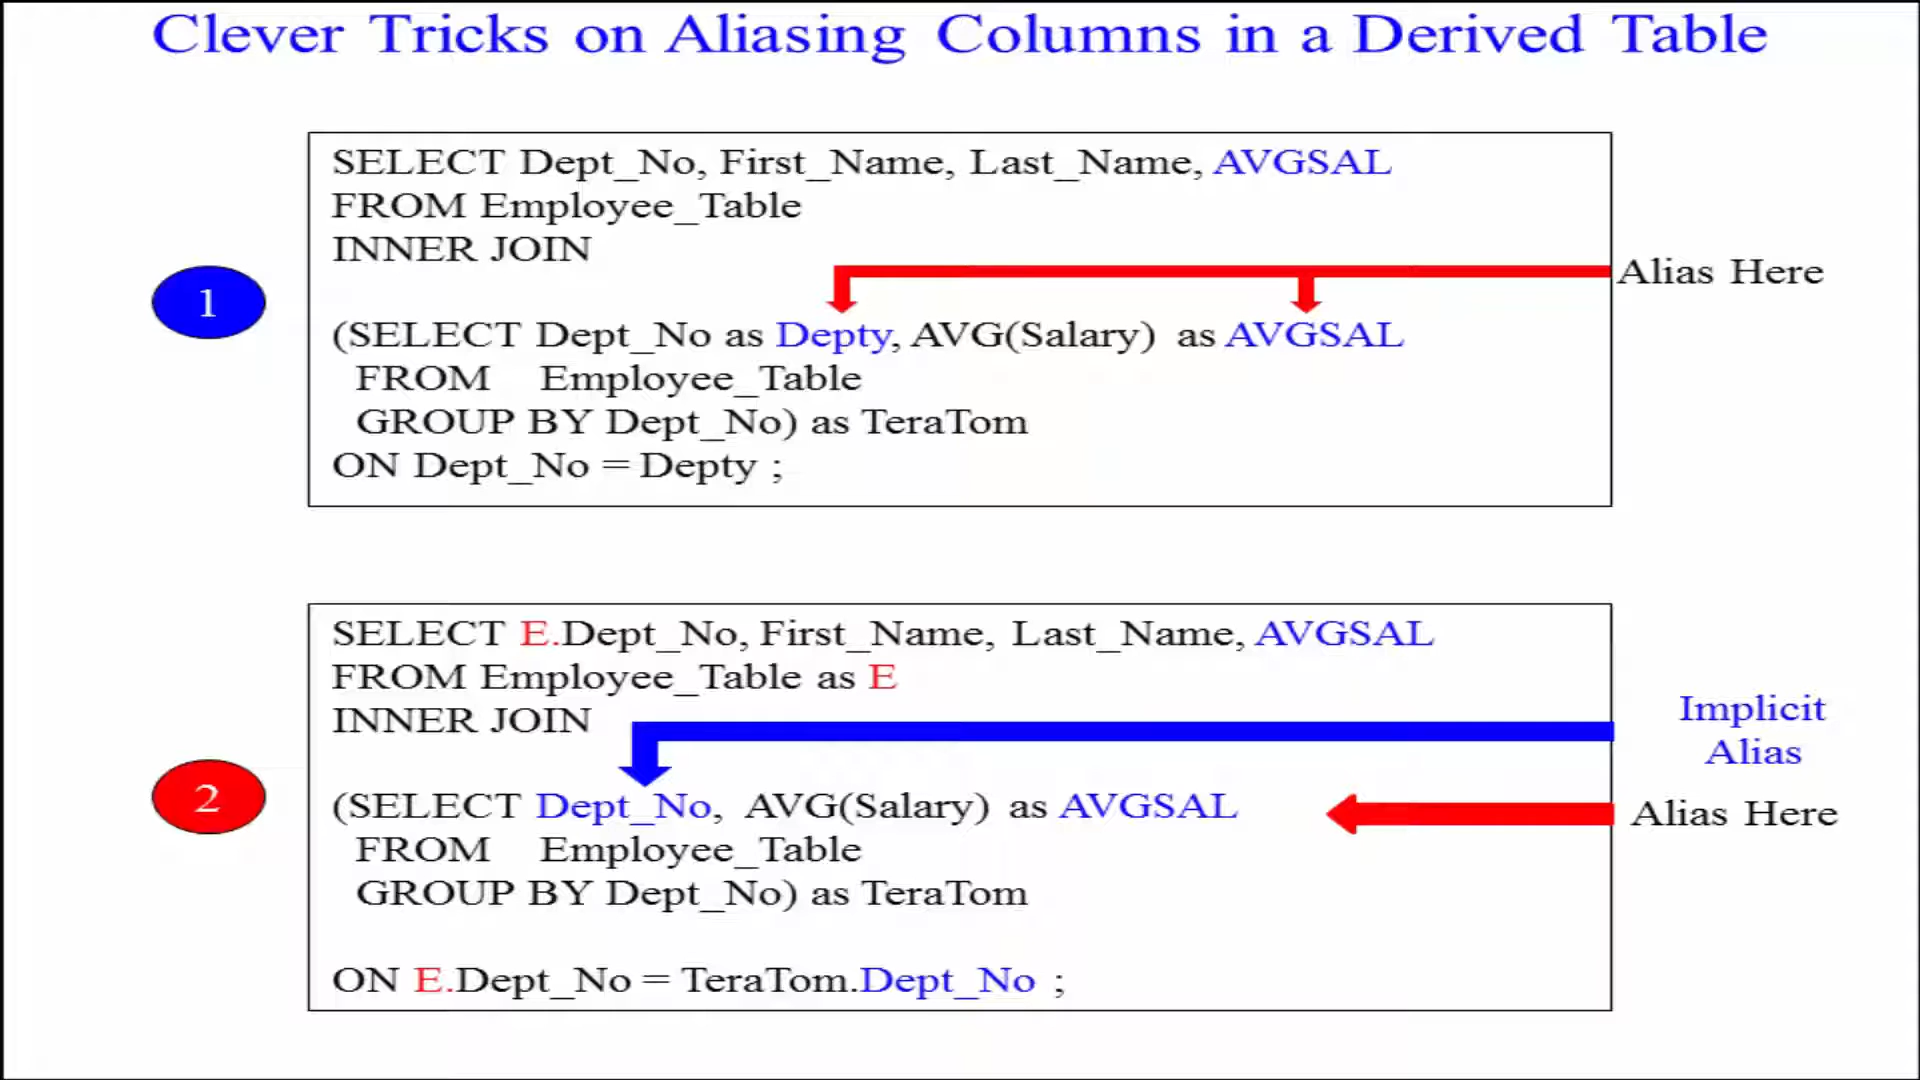 Clever Tricks on Aliasing Columns in a Derived Table
SELECT Dept_No, First_Name, Last_Name, AVGSAL
FROM Employee_Table
INNER JOIN
Alias Here
1
(SELECT Dept_No as Depty, AVG(Salary) as AVGSAL
FROM Employee_Table
GROUP BY Dept_No) as TeraTom
ON Dept_No = Depty ;
SELECT E.Dept_No, First_Name, Last_Name, AVGSAL
FROM Employee_Table as E
INNER JOIN
Implicit
Alias
2
(SELECT Dept_No, AVG(Salary) as AVGSAL
Alias Here
FROM Employee_Table
GROUP BY Dept_No) as TeraTom
ON E.Dept_No = TeraTom.Dept_No ;